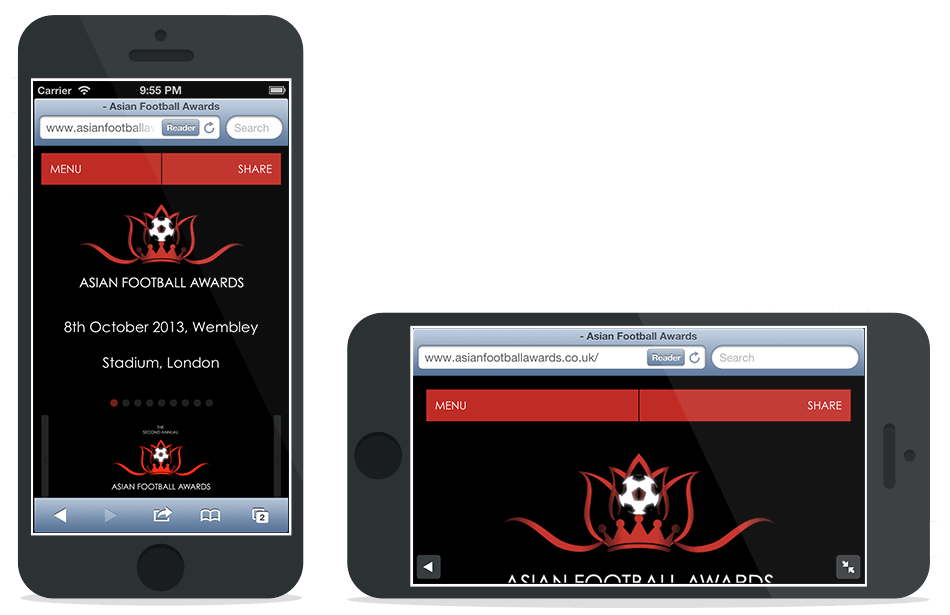 Carrier 9:55 PM
- Asian Football Awards
www.asianfootballaw Reader Search
MENU SHARE
ASIAN FOOTBALL AWARDS
8th October 2013, Wembley
Stadium, London
THE
SECOND ANNUAL
ASIAN FOOTBALL AWARDS
2
- Asian Football Awards
www.asianfootballawards.co.uk/ Reader Search
MENU SHARE
ASIAN FOOTBALL AWARDS